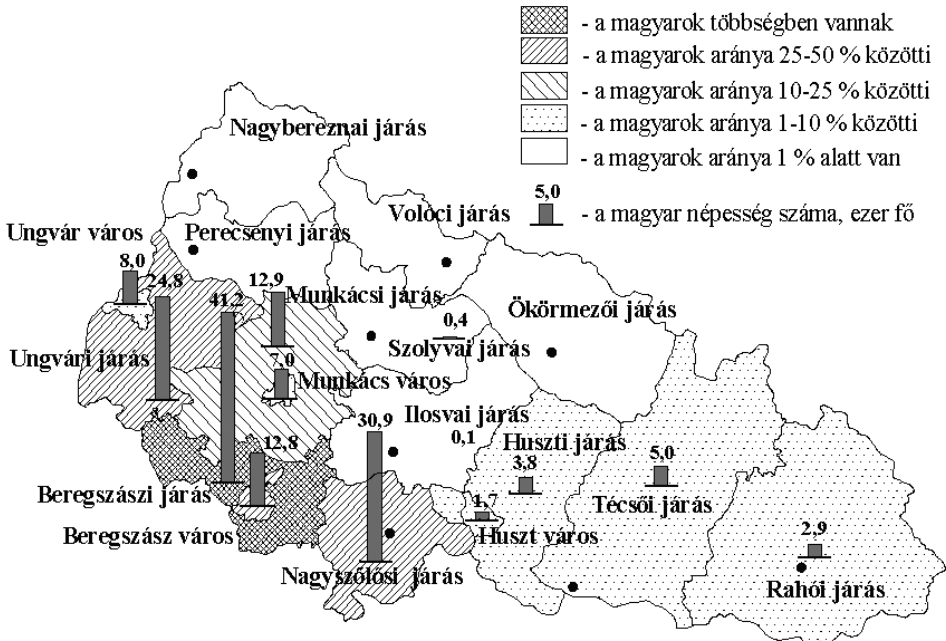 - a magyarok többségben vannak
- a magyarok aránya 25-50 % közötti
- a magyarok aránya 10-25 % közötti
- a magyarok aránya 1-10 % közötti
- a magyarok aránya 1 % alatt van
5,0
- a magyar népesség száma, ezer fő
Nagybereznai járás
Volóci járás
Ungvár város
Perecsényi járás
8,0
24,8
41,2
12,9
Munkácsi járás
Ökörmezői járás
0,4
Szolyvai járás
Ungvári járás
7,0
Munkács város
Ilosvai járás
30,9
0,1
Huszti járás
12,8
3,8
5,0
Beregszászi járás
1,7
Técsői járás
Beregszász város
Huszt város
2,9
Nagyszőlősi járás
Rahói járás